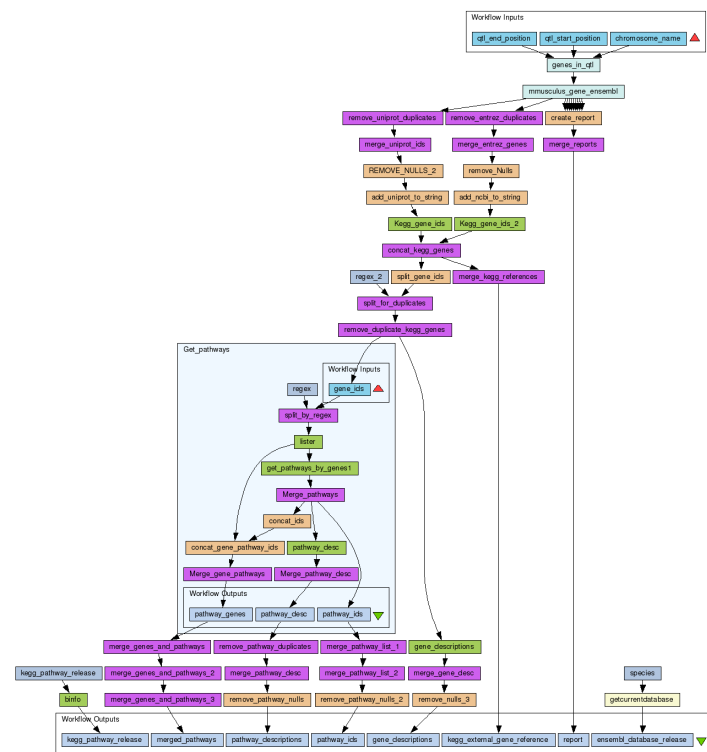 Workflow Inputs
qtl_end_position qtl_start_position chromosome_name
genes_in_qtl
mmusculus_gene_ensembl
remove_uniprot_duplicates remove_entrez_duplicates create_report
merge_uniprot_ids merge_entrez_genes merge_reports
REMOVE_NULLS_2 remove_Nulls
add_uniprot_to_string add_ncbi_to_string
Kegg_gene_ids Kegg_gene_ids_2
concat_kegg_genes
regex_2 split_gene_ids merge_kegg_references
split_for_duplicates
remove_duplicate_kegg_genes
Get_pathways
Workflow Inputs
regex gene_ids
split_by_regex
lister
get_pathways_by_genes1
Merge_pathways
concat_ids
concat_gene_pathway_ids pathway_desc
Merge_gene_pathways Merge_pathway_desc
Workflow Outputs
pathway_genes pathway_desc pathway_ids
merge_genes_and_pathways remove_pathway_duplicates merge_pathway_list_1 gene_descriptions
kegg_pathway_release merge_genes_and_pathways_2 merge_pathway_desc merge_pathway_list_2 merge_gene_desc species
binfo merge_genes_and_pathways_3 remove_pathway_nulls remove_pathway_nulls_2 remove_nulls_3 getcurrentdatabase
Workflow Outputs
kegg_pathway_release merged_pathways pathway_descriptions pathway_ids gene_descriptions kegg_external_gene_reference report ensembl_database_release